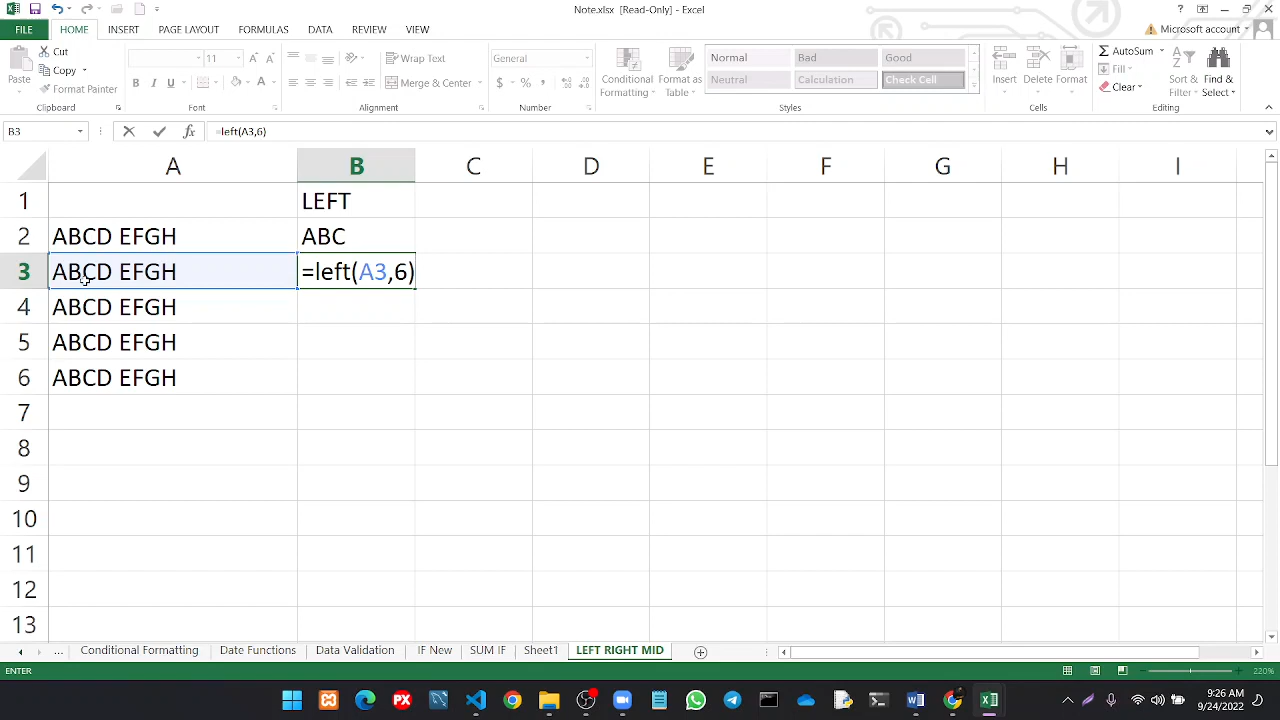 Note.xlsx [Read-Only] - Excel
FILE HOME INSERT PAGE LAYOUT FORMULAS DATA REVIEW VIEW Microsoft account
Paste Cut Copy Format Painter Clipboard
11 Font
Wrap Text Merge & Center Alignment
General Number
Conditional Formatting Format as Table
Normal Bad Good
Neutral Calculation Check Cell
Styles
Insert Delete Format Cells
AutoSum Fill Clear Sort & Filter Find & Select Editing
B3 =left(A3,6)
A B C D E F G H I
1 LEFT
2 ABCD EFGH ABC
3 ABCD EFGH =left(A3,6)
4 ABCD EFGH
5 ABCD EFGH
6 ABCD EFGH
7
8
9
10
11
12
13
... Conditional Formatting Date Functions Data Validation IF New SUM IF Sheet1 LEFT RIGHT MID
ENTER 220%
9:26 AM
9/24/2022